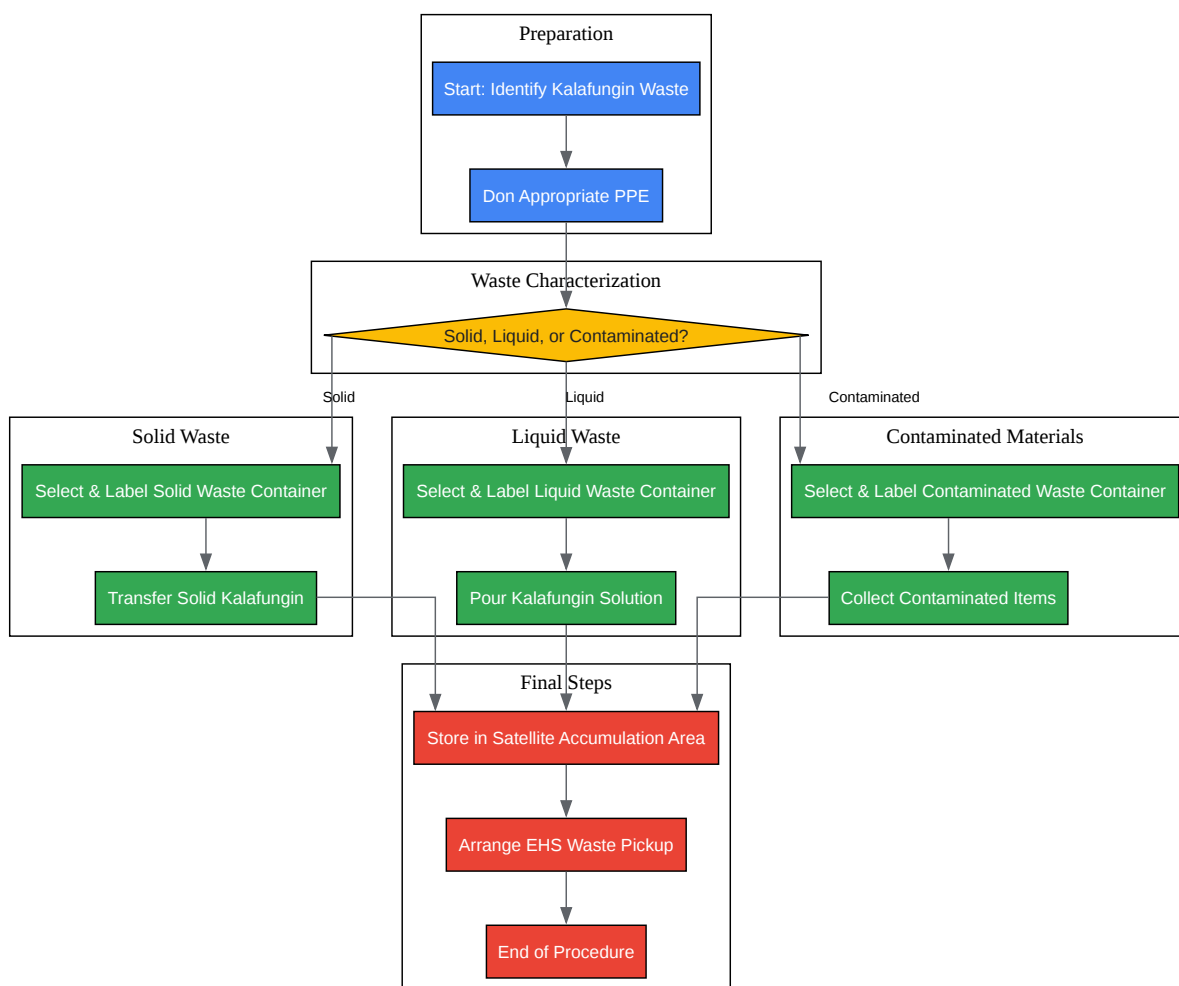 Preparation
Start: Identify Kalafungin Waste
Don Appropriate PPE
Waste Characterization
Solid, Liquid, or Contaminated?
Solid
Liquid
Contaminated
Solid Waste
Liquid Waste
Contaminated Materials
Select & Label Solid Waste Container
Select & Label Liquid Waste Container
Select & Label Contaminated Waste Container
Transfer Solid Kalafungin
Pour Kalafungin Solution
Collect Contaminated Items
Final Steps
Store in Satellite Accumulation Area
Arrange EHS Waste Pickup
End of Procedure